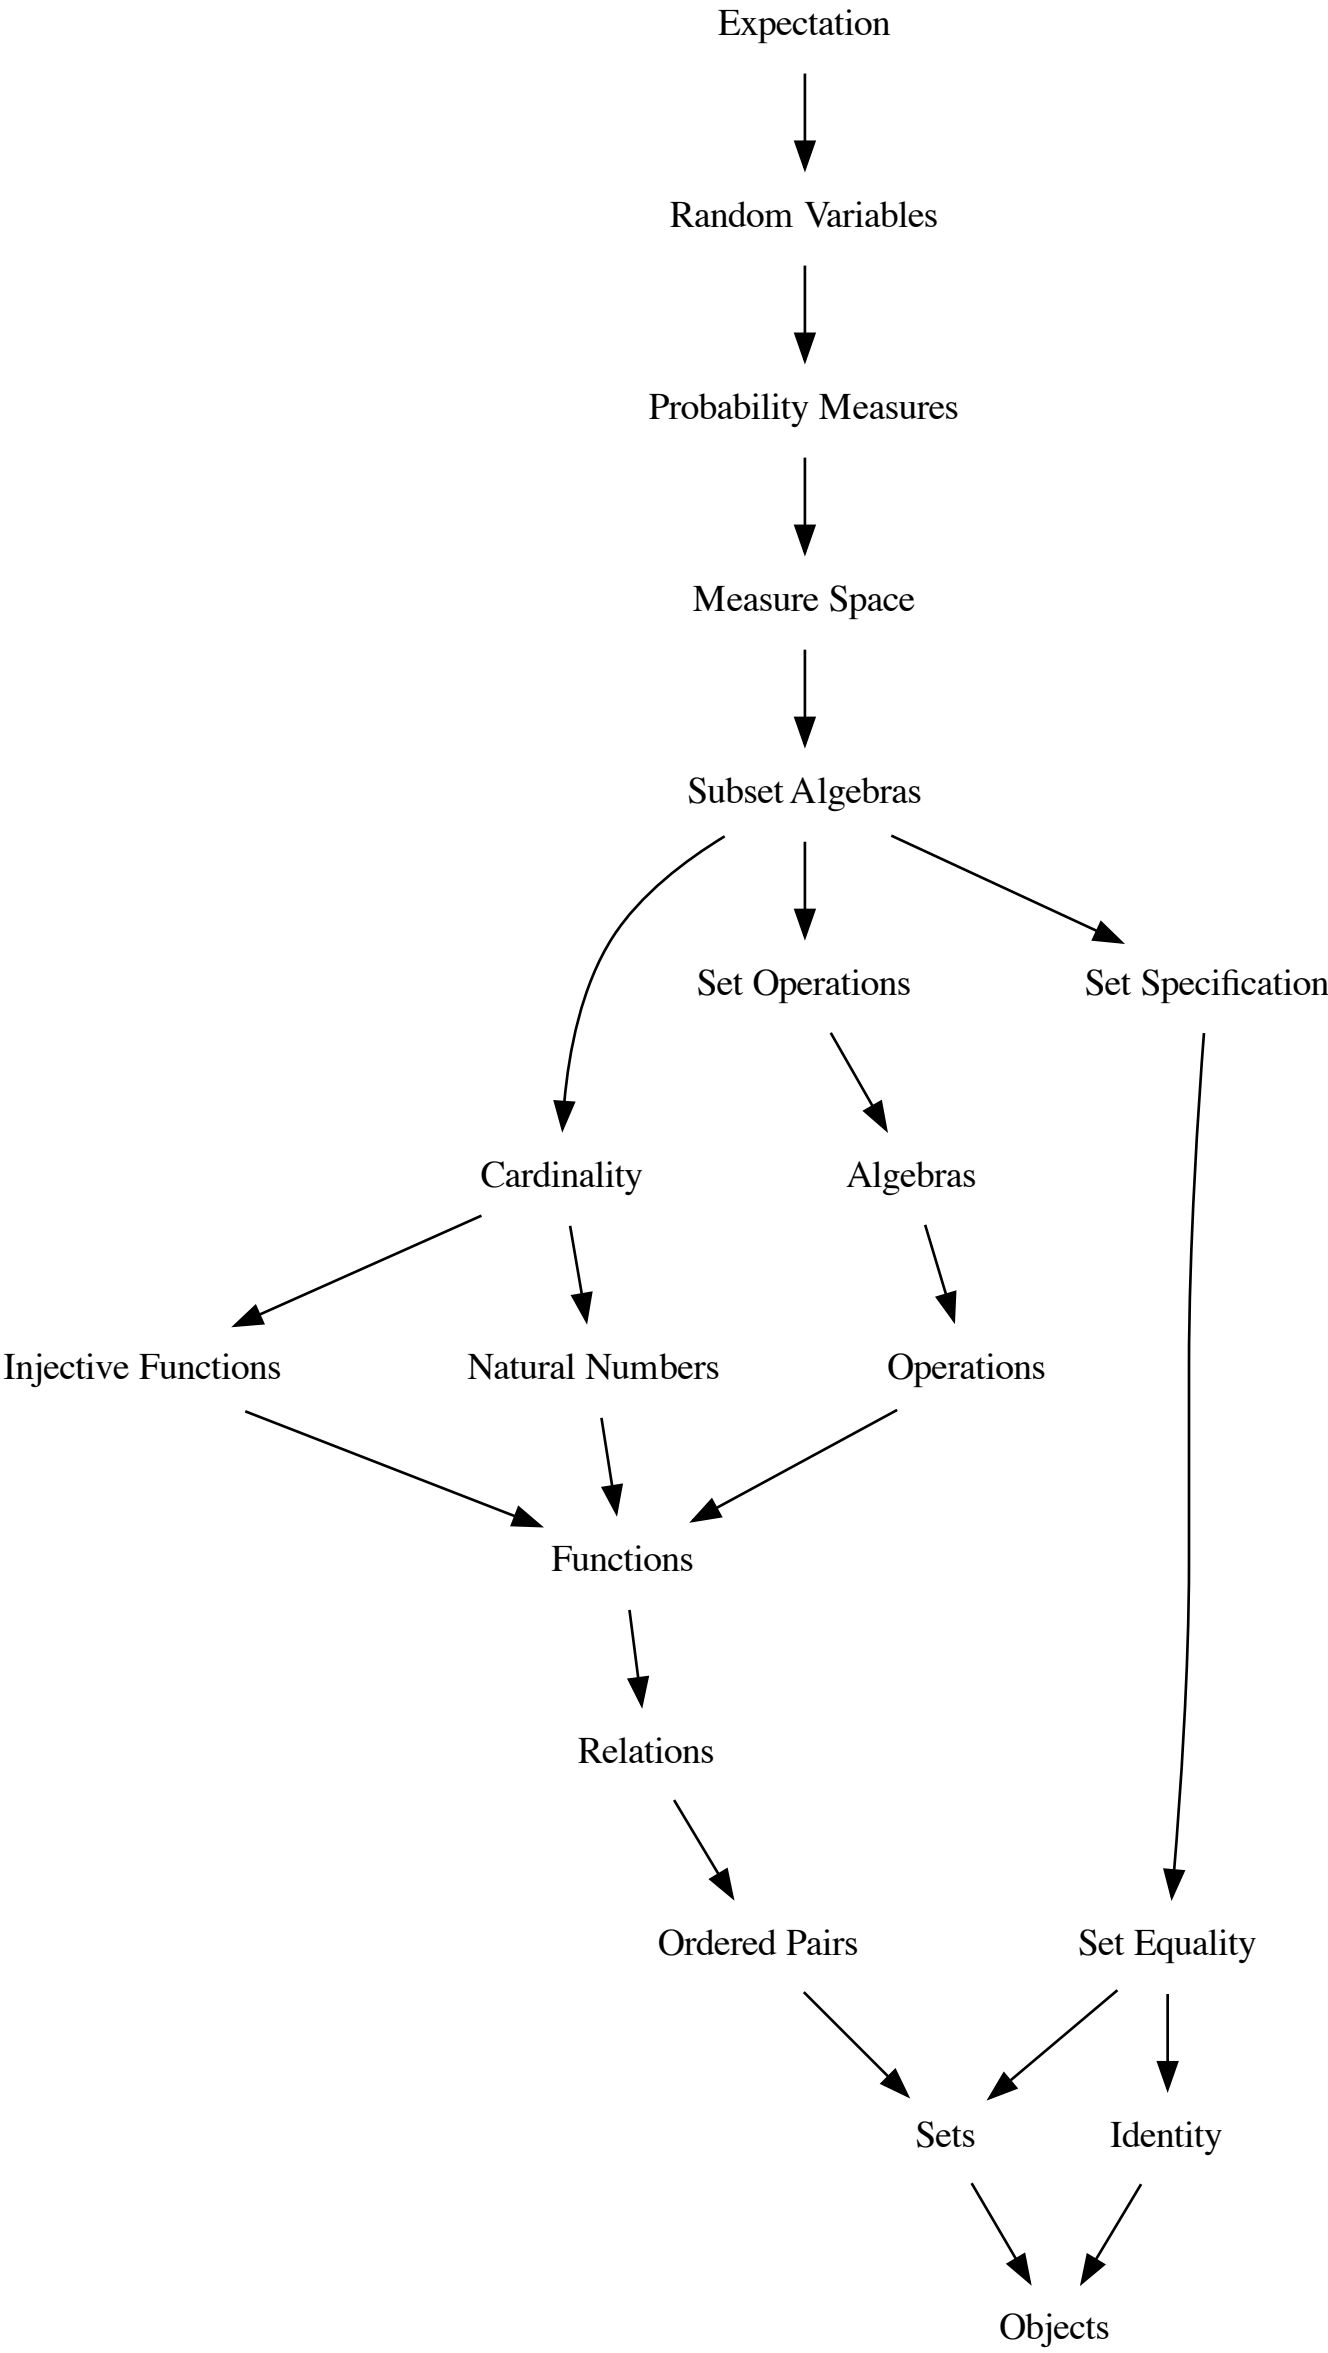 Expectation
Random Variables
Probability Measures
Measure Space
Subset Algebras
Set Operations
Set Specification
Cardinality
Algebras
Injective Functions
Natural Numbers
Operations
Functions
Relations
Ordered Pairs
Set Equality
Sets
Identity
Objects